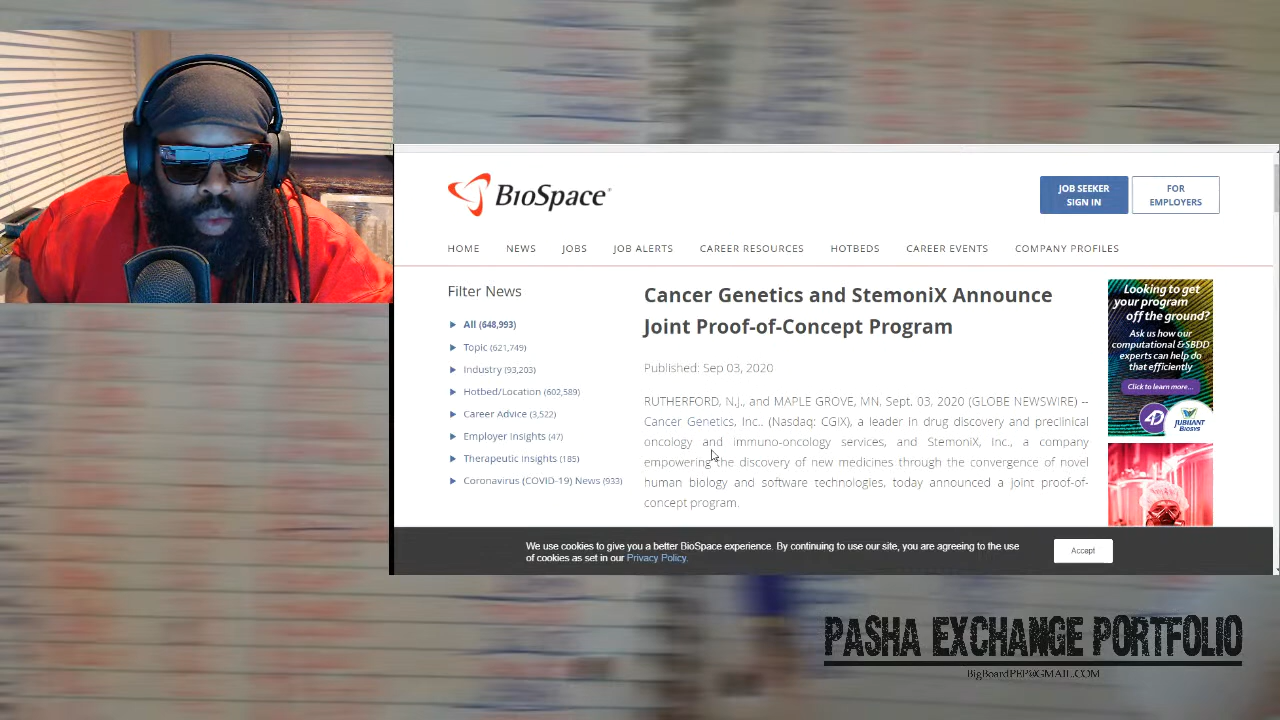 BioSpace
JOB SEEKER
SIGN IN
FOR
EMPLOYERS
HOME NEWS JOBS JOB ALERTS CAREER RESOURCES HOTBEDS CAREER EVENTS COMPANY PROFILES
Filter News
All (648,993)
Topic (621,749)
Industry (93,203)
Hotbed/Location (602,589)
Career Advice (3,522)
Employer Insights (47)
Therapeutic Insights (185)
Coronavirus (COVID-19) News (933)
Cancer Genetics and StemoniX Announce
Joint Proof-of-Concept Program
Published: Sep 03, 2020
RUTHERFORD, N.J., and MAPLE GROVE, MN, Sept. 03, 2020 (GLOBE NEWSWIRE) --
Cancer Genetics, Inc.. (Nasdaq: CGIX), a leader in drug discovery and preclinical
oncology and immuno-oncology services, and StemoniX, Inc., a company
empowering the discovery of new medicines through the convergence of novel
human biology and software technologies, today announced a joint proof-of-
concept program.
Looking to get
your program
off the ground?
Ask us how our
computational & SBDD
experts can help do
that efficiently
Click to learn more...
4D
JUBILANT
BIOSYS
We use cookies to give you a better BioSpace experience. By continuing to use our site, you are agreeing to the use
of cookies as set in our Privacy Policy.
Accept
PASHA EXCHANGE PORTFOLIO
BigBoardPEP@GMAIL.COM